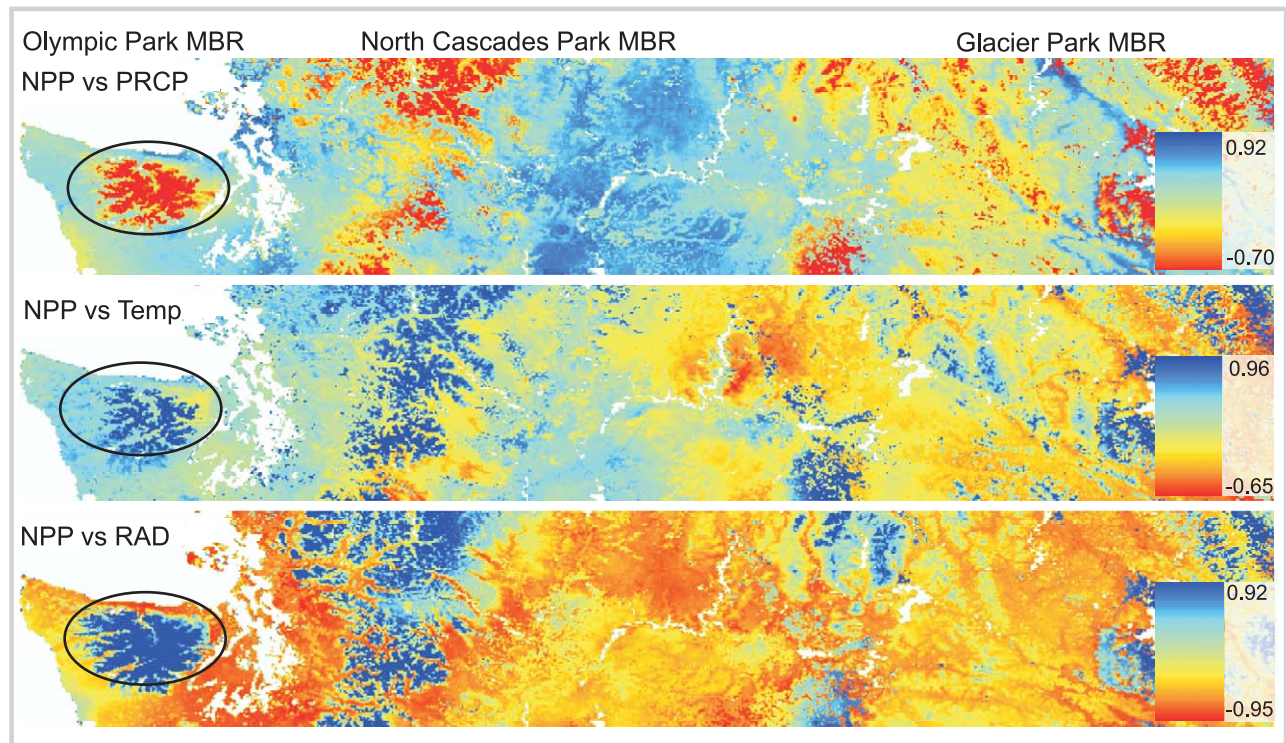 Olympic Park MBR North Cascades Park MBR Glacier Park MBR
NPP vs PRCP
0.92
-0.70
NPP vs Temp
0.96
-0.65
NPP vs RAD
0.92
-0.95